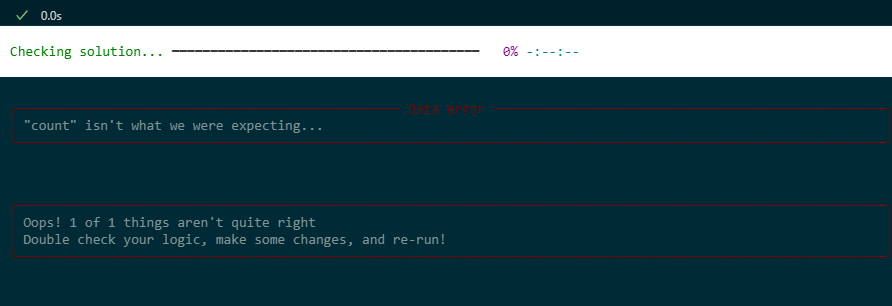 0.0s
Checking solution... 0% -:--:--
Data error
"count" isn't what we were expecting...
Oops! 1 of 1 things aren't quite right
Double check your logic, make some changes, and re-run!